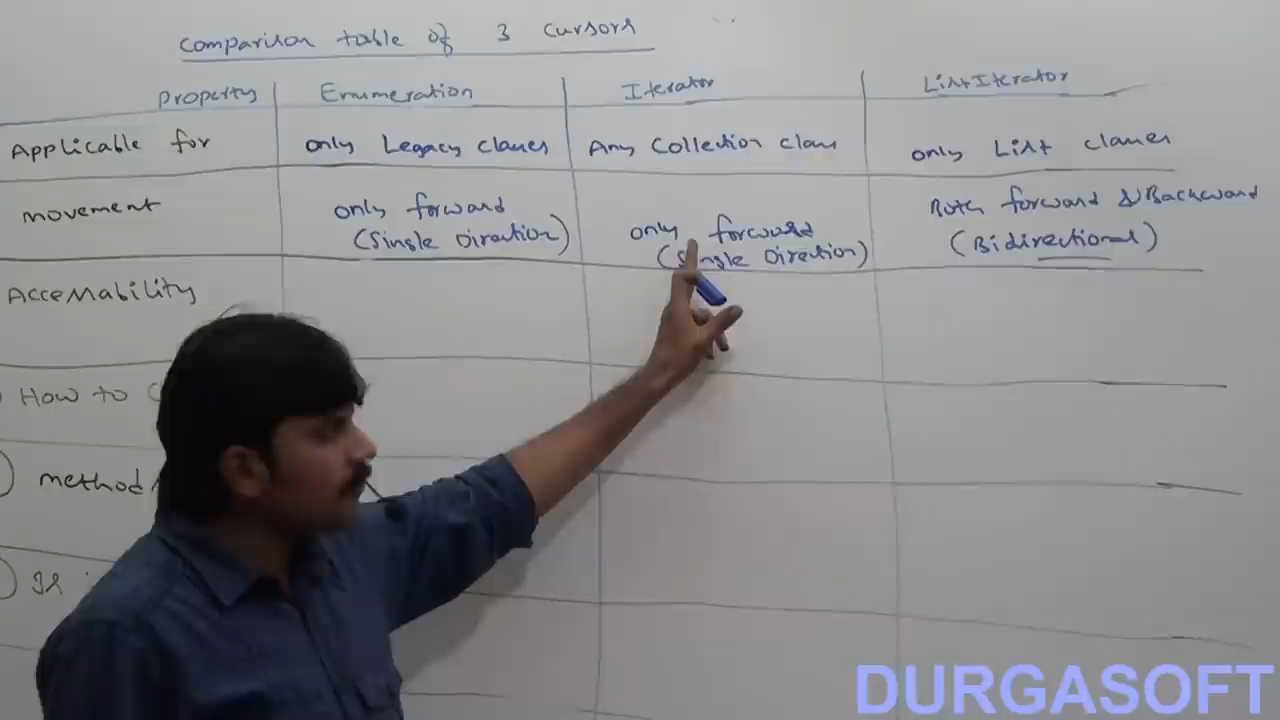 Comparison table of 3 cursors
Property Enumeration Iterator ListIterator
Applicable for only Legacy classes Any Collection class only List classes
movement only forward (Single Direction) only forward (Single Direction) Both forward & Backward (Bidirectional)
Accessability
How to
method
Is
DURGASOFT